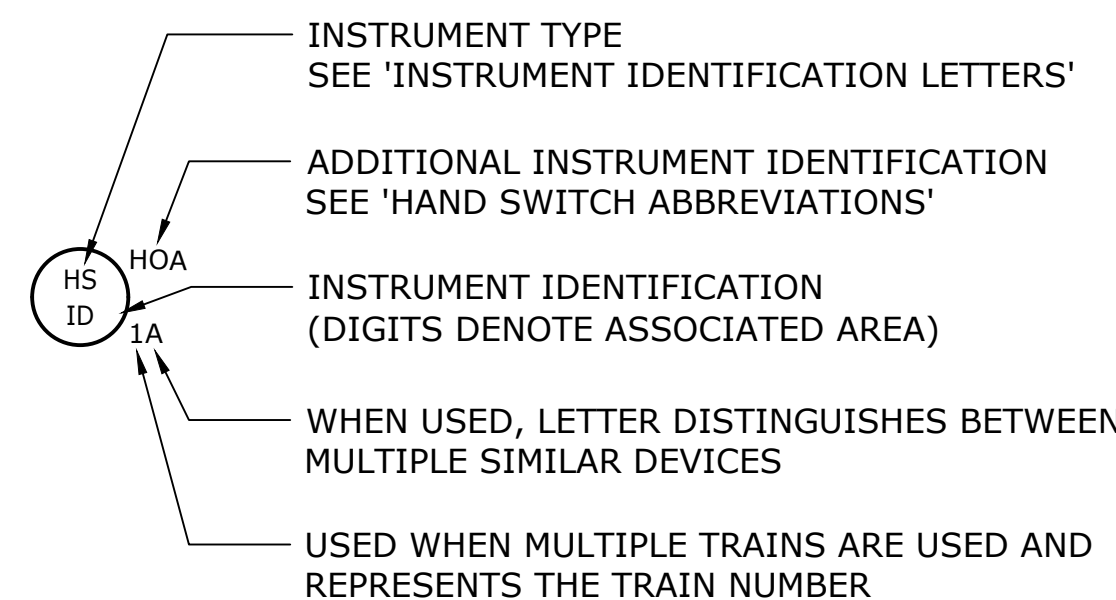 INSTRUMENT TYPE
SEE 'INSTRUMENT IDENTIFICATION LETTERS'
ADDITIONAL INSTRUMENT IDENTIFICATION
SEE 'HAND SWITCH ABBREVIATIONS'
HOA
HS
ID
1A
INSTRUMENT IDENTIFICATION
(DIGITS DENOTE ASSOCIATED AREA)
WHEN USED, LETTER DISTINGUISHES BETWEEN
MULTIPLE SIMILAR DEVICES
USED WHEN MULTIPLE TRAINS ARE USED AND
REPRESENTS THE TRAIN NUMBER